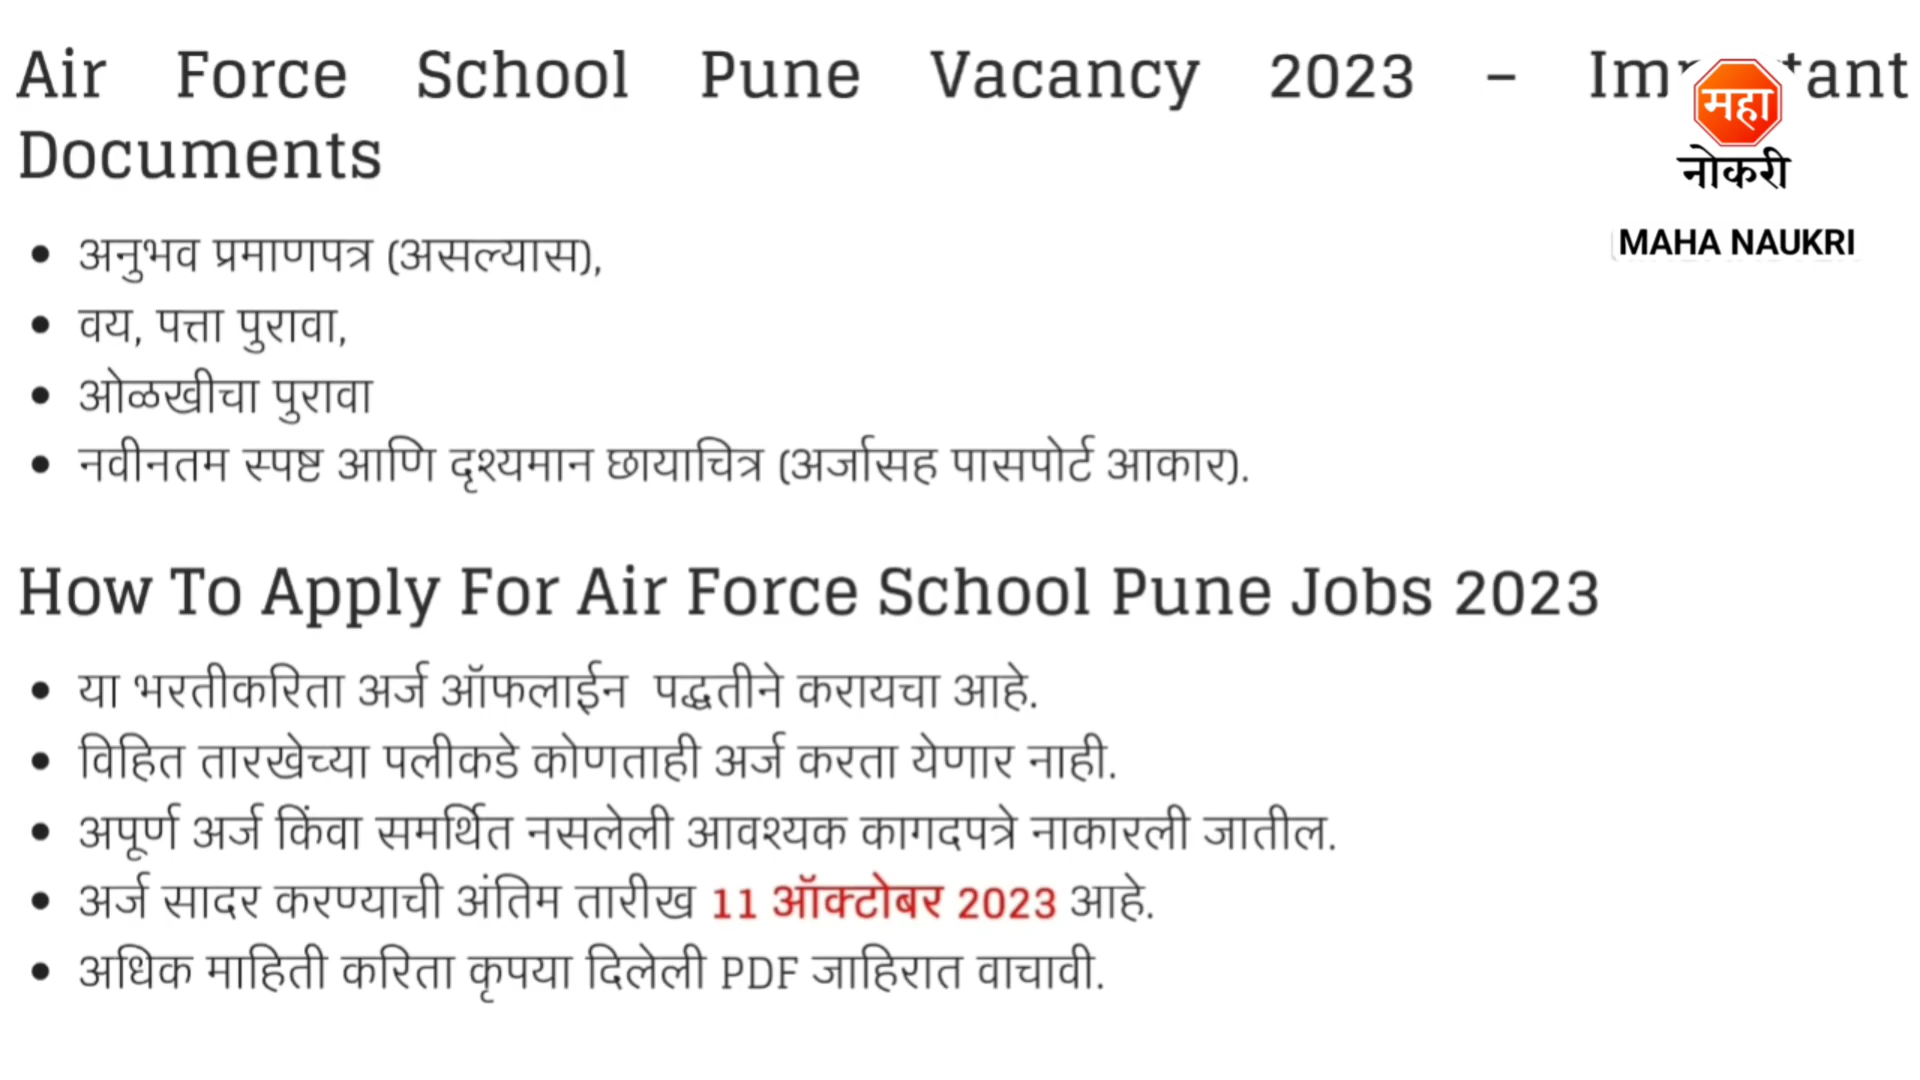 Air Force School Pune Vacancy 2023 –
Documents
महा
नोकरी
MAHA NAUKRI
• अनुभव प्रमाणपत्र (असल्यास),
• वय, पत्ता पुरावा,
• ओळखीचा पुरावा
• नवीनतम स्पष्ट आणि दृश्यमान छायाचित्र (अर्जासह पासपोर्ट आकार).
How To Apply For Air Force School Pune Jobs 2023
• या भरतीकरिता अर्ज ऑफलाईन पद्धतीने करायचा आहे.
• विहित तारखेच्या पलीकडे कोणताही अर्ज करता येणार नाही.
• अपूर्ण अर्ज किंवा समर्थित नसलेली आवश्यक कागदपत्रे नाकारली जातील.
• अर्ज सादर करण्याची अंतिम तारीख 11 ऑक्टोबर 2023 आहे.
• अधिक माहिती करिता कृपया दिलेली PDF जाहिरात वाचावी.